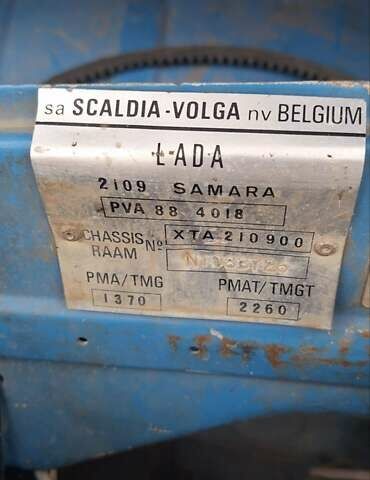 sa SCALDIA-VOLGA nv BELGIUM
LADA
2109 SAMARA
PVA 88 4018
CHASSIS RAAM No XTA 210900
PMA/TMG PMAT/TMGT
1370 2260